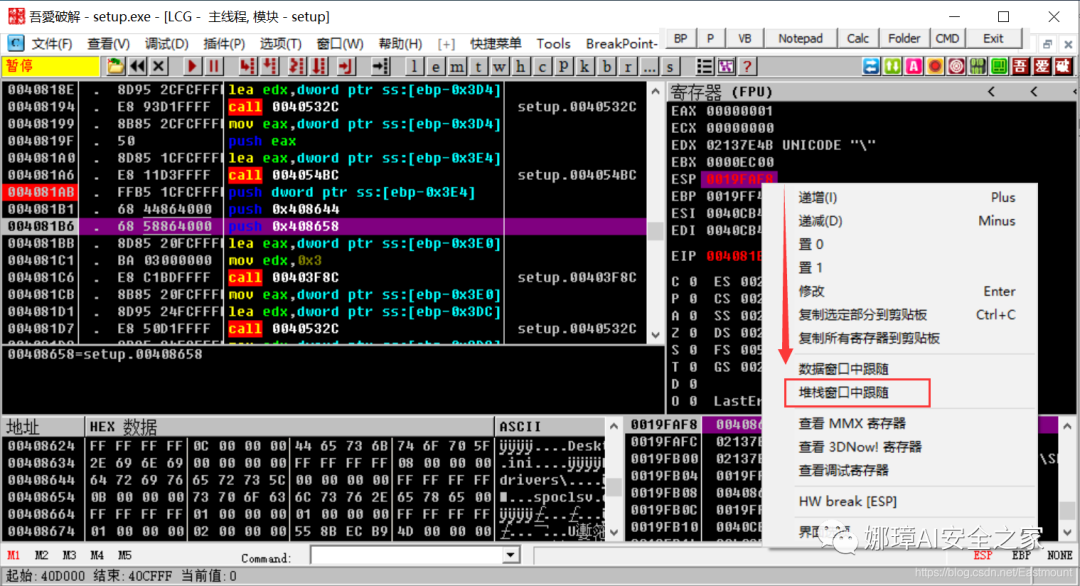 吾愛破解 - setup.exe - [LCG - 主线程, 模块 - setup]
文件(F) 查看(V) 调试(D) 插件(P) 选项(T) 窗口(W) 帮助(H) [+] 快捷菜单 Tools BreakPoint- BP P VB Notepad Calc Folder CMD Exit
暂停 l e m t w h c p k b r ... s ? A 吾 爱 破
0040818E . 8D95 2CFCFFFF lea edx,dword ptr ss:[ebp-0x3D4]
00408194 . E8 93D1FFFF call 0040532C setup.0040532C
00408199 . 8B85 2CFCFFFF mov eax,dword ptr ss:[ebp-0x3D4]
0040819F . 50 push eax
004081A0 . 8D85 1CFCFFFF lea eax,dword ptr ss:[ebp-0x3E4]
004081A6 . E8 11D3FFFF call 004054BC setup.004054BC
004081AB . FFB5 1CFCFFFF push dword ptr ss:[ebp-0x3E4]
004081B1 . 68 44864000 push 0x408644
004081B6 . 68 58864000 push 0x408658
004081BB . 8D85 20FCFFFF lea eax,dword ptr ss:[ebp-0x3E0]
004081C1 . BA 03000000 mov edx,0x3
004081C6 . E8 C1BDFFFF call 00403F8C setup.00403F8C
004081CB . 8B85 20FCFFFF mov eax,dword ptr ss:[ebp-0x3E0]
004081D1 . 8D95 24FCFFFF lea edx,dword ptr ss:[ebp-0x3DC]
004081D7 . E8 50D1FFFF call 0040532C setup.0040532C
00408658=setup.00408658
寄存器 (FPU) < < <
EAX 00000001
ECX 00000000
EDX 02137E4B UNICODE "\"
EBX 0000EC00
ESP 0019FAF8
EBP 0019FF4
ESI 0040CB4
EDI 0040CB4
EIP 004081B
C 0 ES 002
P 0 CS 002
A 0 SS 002
Z 0 DS 002
S 0 FS 005
T 0 GS 002
D 0
O 0 LastEr
递增(I) Plus
递减(D) Minus
置 0
置 1
修改 Enter
复制选定部分到剪贴板 Ctrl+C
复制所有寄存器到剪贴板
数据窗口中跟随
堆栈窗口中跟随
查看 MMX 寄存器
查看 3DNow! 寄存器
查看调试寄存器
HW break [ESP]
地址 HEX 数据 ASCII
00408624 FF FF FF FF 0C 00 00 00 44 65 73 6B 74 6F 70 5F ÿÿÿÿ....Desk
00408634 2E 69 6E 69 00 00 00 00 FF FF FF FF 08 00 00 00 .ini....ÿÿÿÿ
00408644 64 72 69 76 65 72 73 5C 00 00 00 00 FF FF FF FF drivers\....
00408654 0B 00 00 00 73 70 6F 63 6C 73 76 2E 65 78 65 00 ...spoclsv.
00408664 FF FF FF FF 01 00 00 00 01 00 00 00 FF FF FF FF
00408674 01 00 00 00 02 00 00 00 55 8B EC B9 4D 00 00 00
0019FAF8 004086
0019FAFC 02137E
0019FB00 02137
0019FB04 0019FF
0019FB08 004086
0019FB0C 0019FF
0019FB10 0040CB
娜璋AI安全之家
M1 M2 M3 M4 M5 Command: ESP EBP NONE
起始: 40D000 结束: 40CFFF 当前值: 0
https://blog.csdn.net/Eastmount